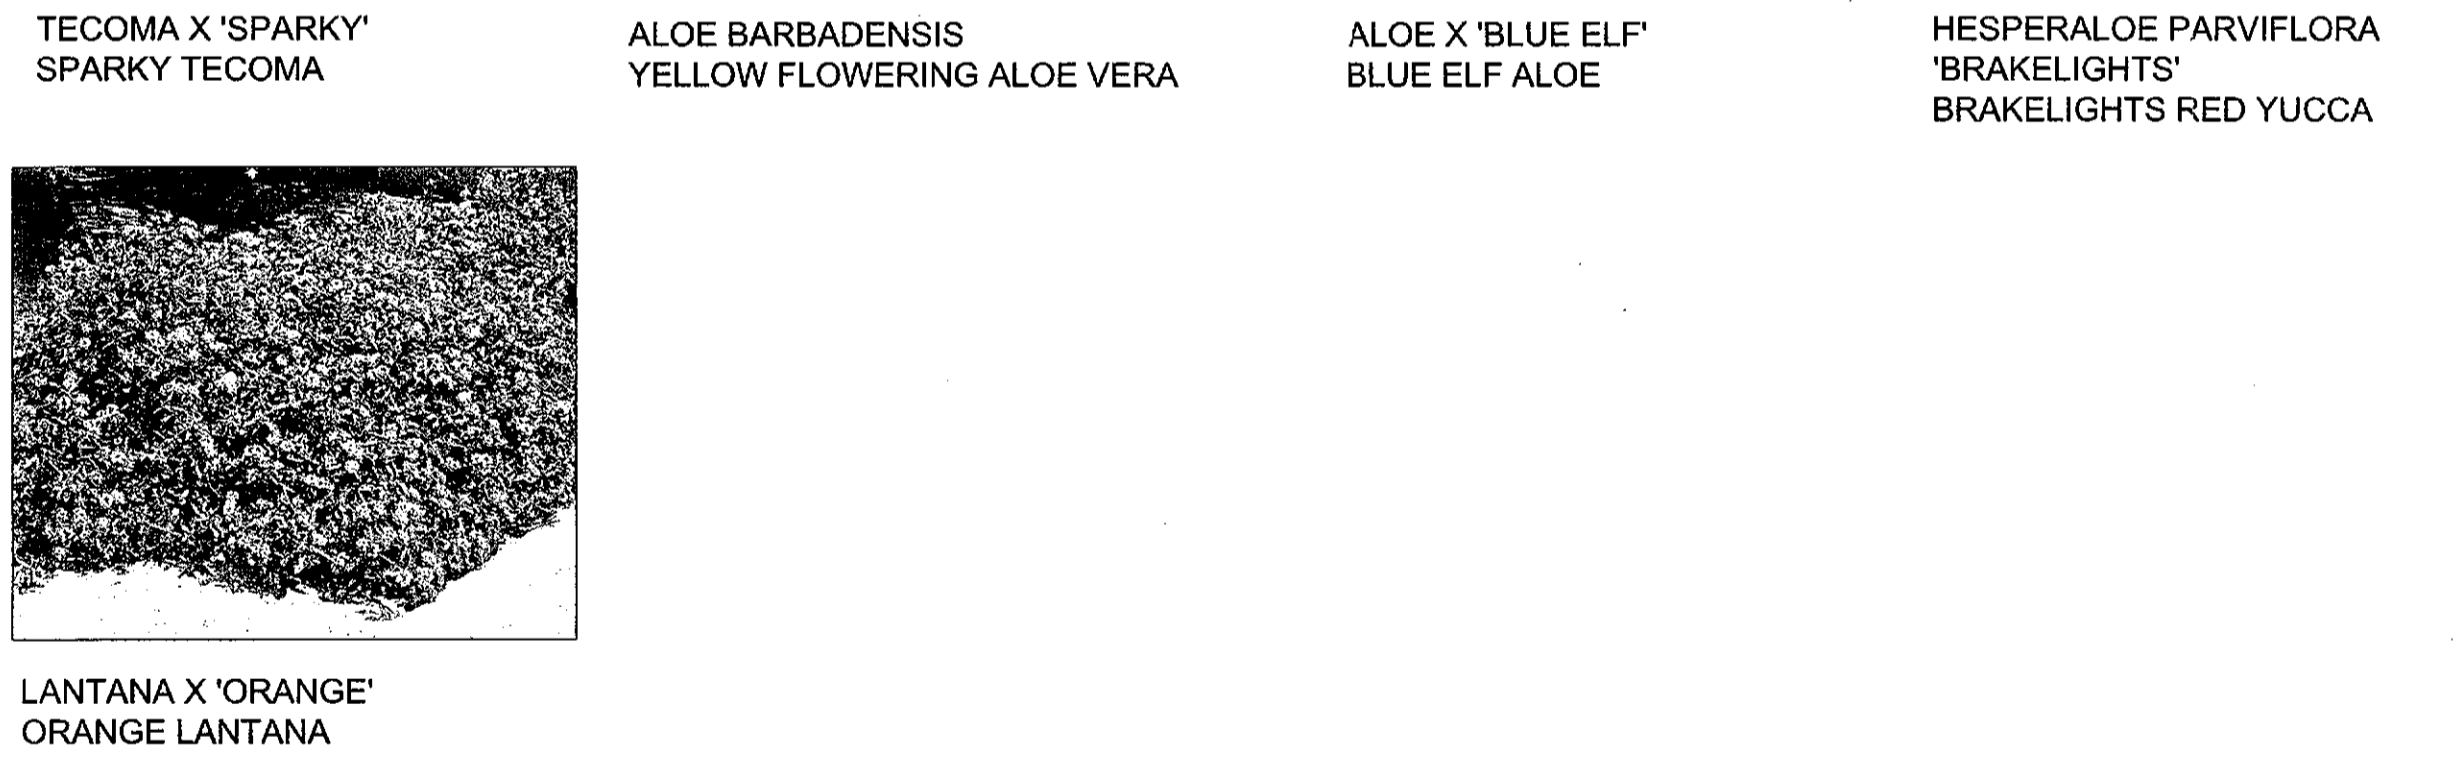 TECOMA X 'SPARKY'
SPARKY TECOMA
ALOE BARBADENSIS
YELLOW FLOWERING ALOE VERA
ALOE X 'BLUE ELF'
BLUE ELF ALOE
HESPERALOE PARVIFLORA
'BRAKELIGHTS'
BRAKELIGHTS RED YUCCA
LANTANA X 'ORANGE'
ORANGE LANTANA